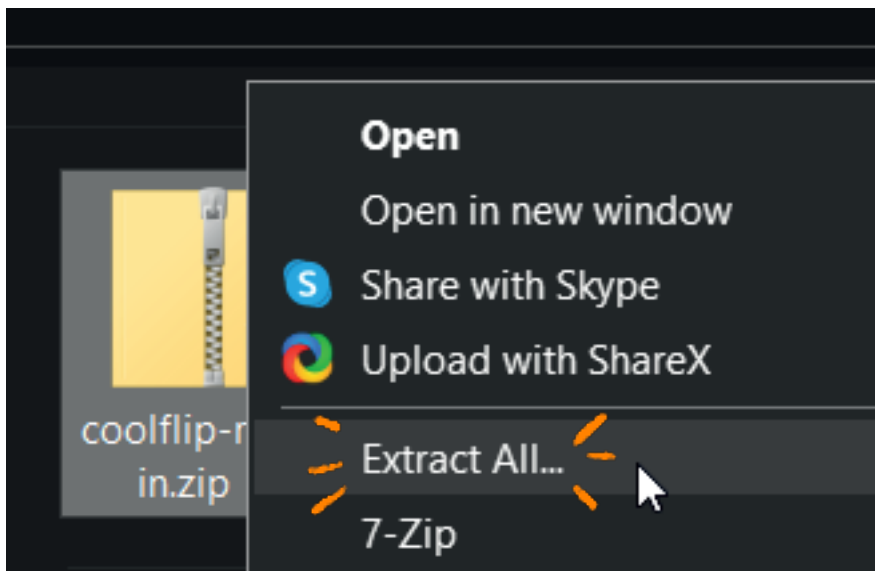 Open
Open in new window
Share with Skype
Upload with ShareX
coolflip-
in.zip
Extract All...
7-Zip